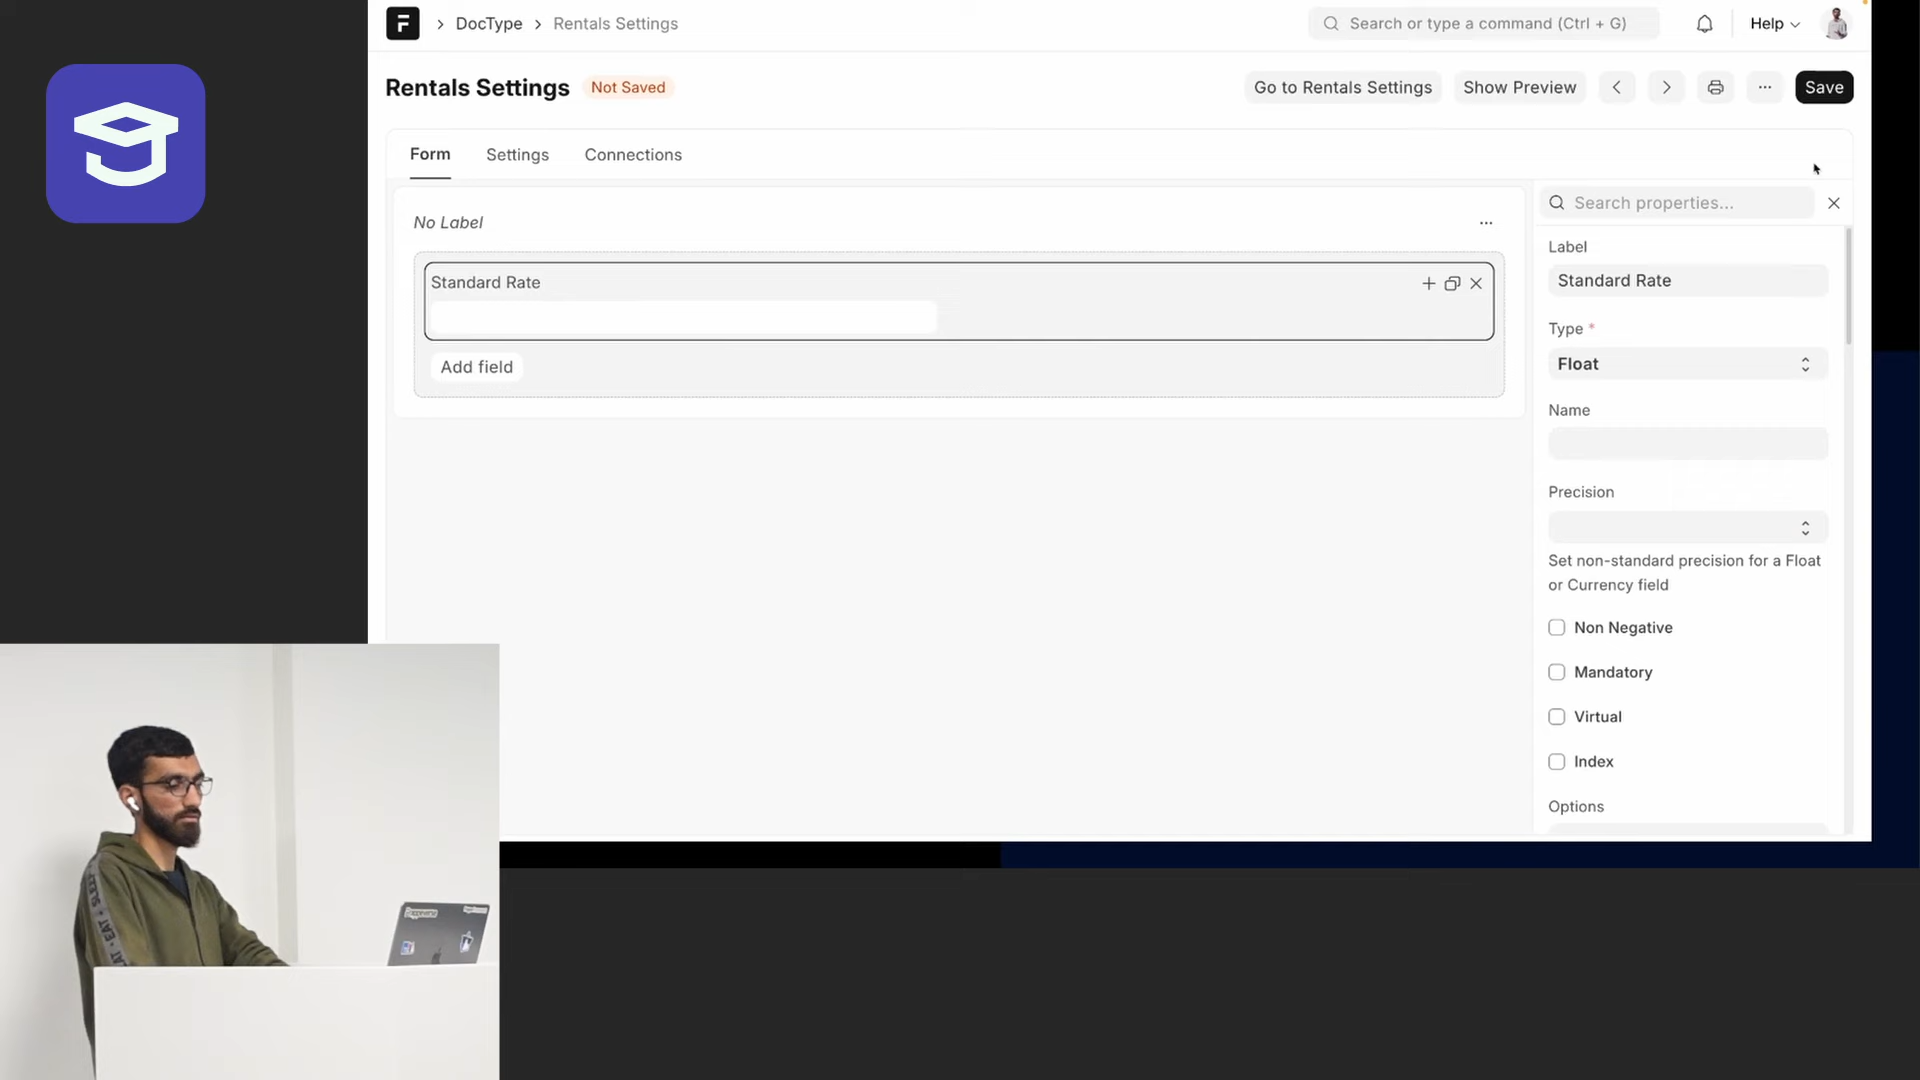 DocType
Rentals Settings
Search or type a command (Ctrl + G)
Help
Rentals Settings
Not Saved
Go to Rentals Settings
Show Preview
Save
Form
Settings
Connections
Search properties...
No Label
Label
Standard Rate
Standard Rate
Add field
Type *
Float
Name
Precision
Set non-standard precision for a Float
or Currency field
Non Negative
Mandatory
Virtual
Index
Options